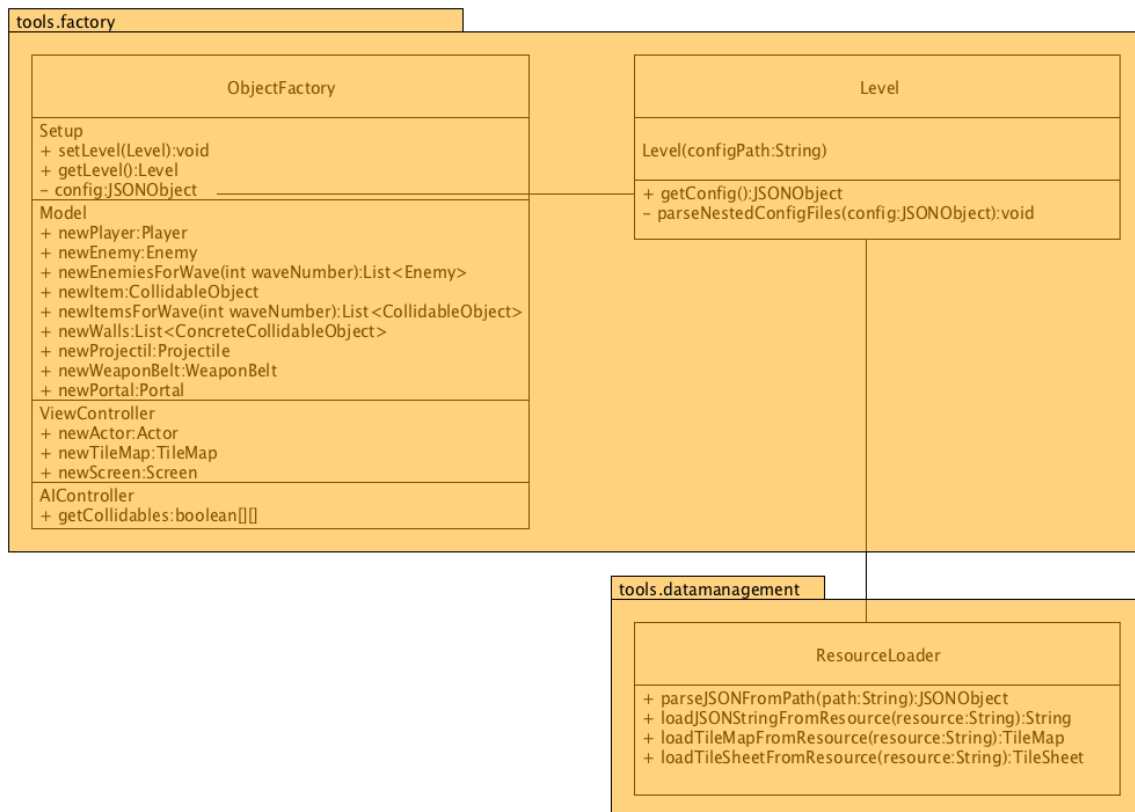 tools.factory
ObjectFactory
Setup
+ setLevel(Level):void
+ getLevel():Level
– config:JSONObject
Model
+ newPlayer:Player
+ newEnemy:Enemy
+ newEnemiesForWave(int waveNumber):List<Enemy>
+ newItem:CollidableObject
+ newItemsForWave(int waveNumber):List<CollidableObject>
+ newWalls:List<ConcreteCollidableObject>
+ newProjectil:Projectile
+ newWeaponBelt:WeaponBelt
+ newPortal:Portal
ViewController
+ newActor:Actor
+ newTileMap:TileMap
+ newScreen:Screen
AIController
+ getCollidables:boolean[][]
Level
Level(configPath:String)
+ getConfig():JSONObject
– parseNestedConfigFiles(config:JSONObject):void
tools.datamanagement
ResourceLoader
+ parseJSONFromPath(path:String):JSONObject
+ loadJSONStringFromResource(resource:String):String
+ loadTileMapFromResource(resource:String):TileMap
+ loadTileSheetFromResource(resource:String):TileSheet